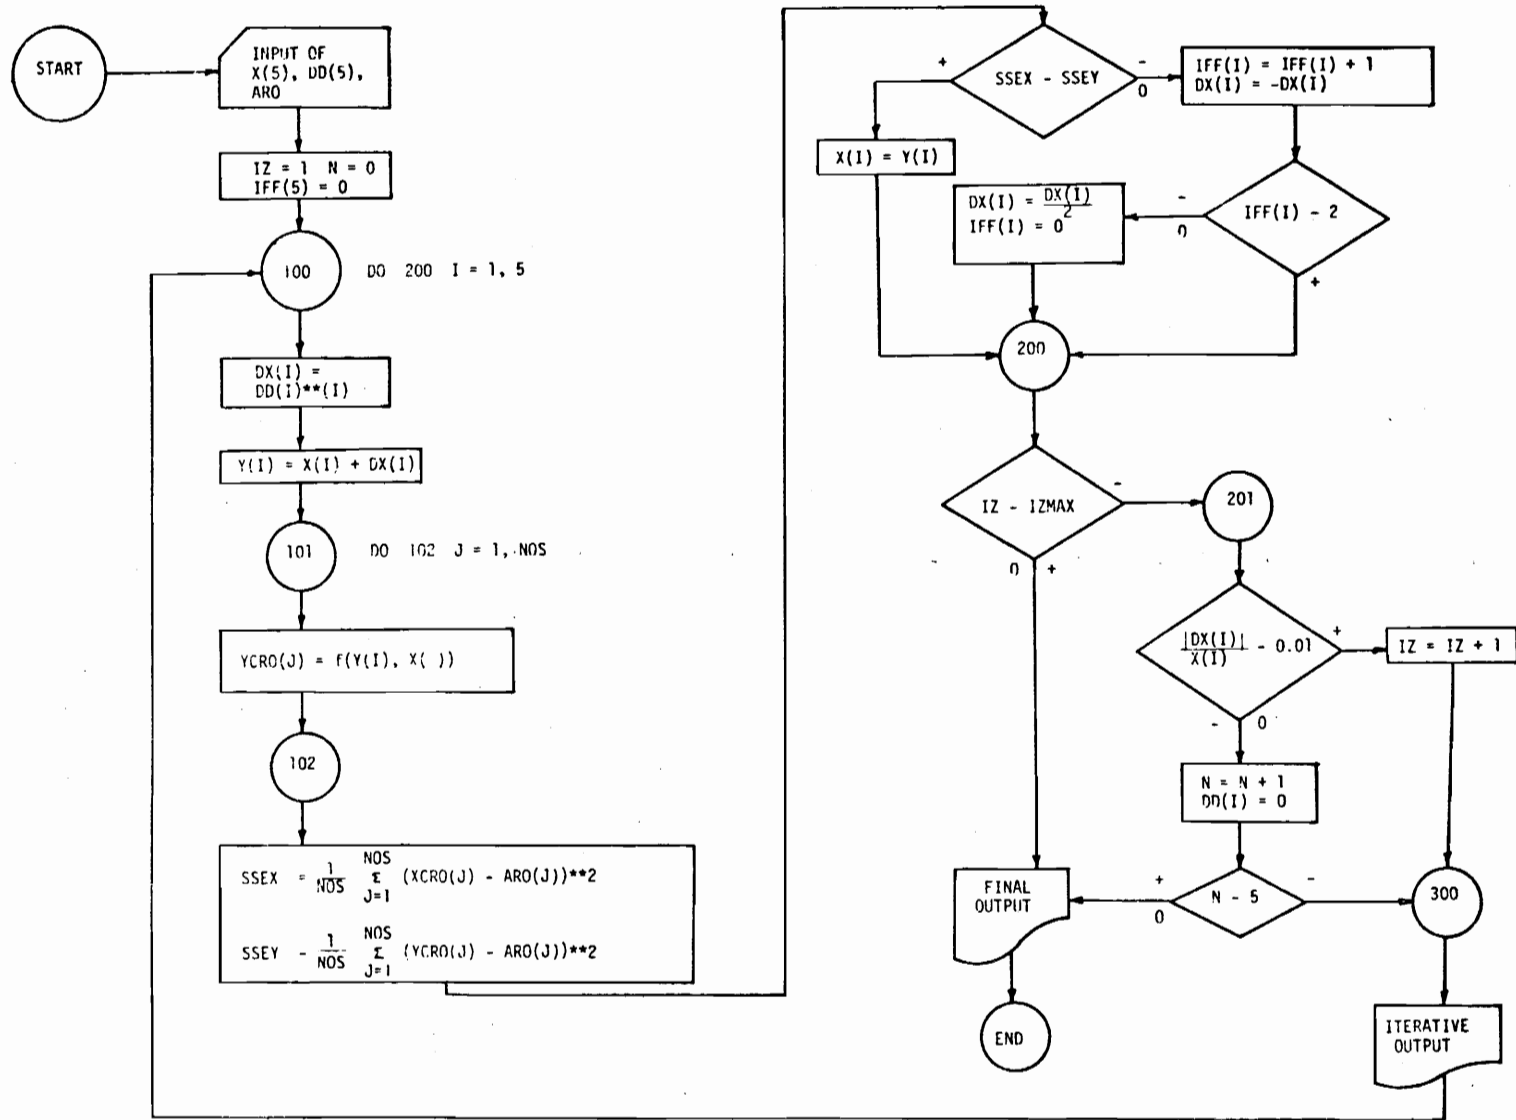 START
INPUT OF
X(5), DD(5),
ARO
IZ = 1 N = 0
IFF(5) = 0
100
DO 200 I = 1, 5
DX(I) =
DD(I)**(I)
Y(I) = X(I) + DX(I)
101
DO 102 J = 1, NOS
YCRO(J) = f(Y(I), X( ))
102
SSEX = 1/NOS NOS Σ J=1 (XCRO(J) - ARO(J))**2
SSEY - 1/NOS NOS Σ J=1 (YCRO(J) - ARO(J))**2
SSEX - SSEY
+
-
0
IFF(I) = IFF(I) + 1
DX(I) = -DX(I)
X(I) = Y(I)
IFF(I) - 2
-
0
+
DX(I) = DX(I)/2
IFF(I) = 0
200
IZ - IZMAX
-
0 +
201
|DX(I)|/X(I) - 0.01
+
- 0
IZ = IZ + 1
N = N + 1
DD(I) = 0
N - 5
+
0
-
FINAL
OUTPUT
300
END
ITERATIVE
OUTPUT